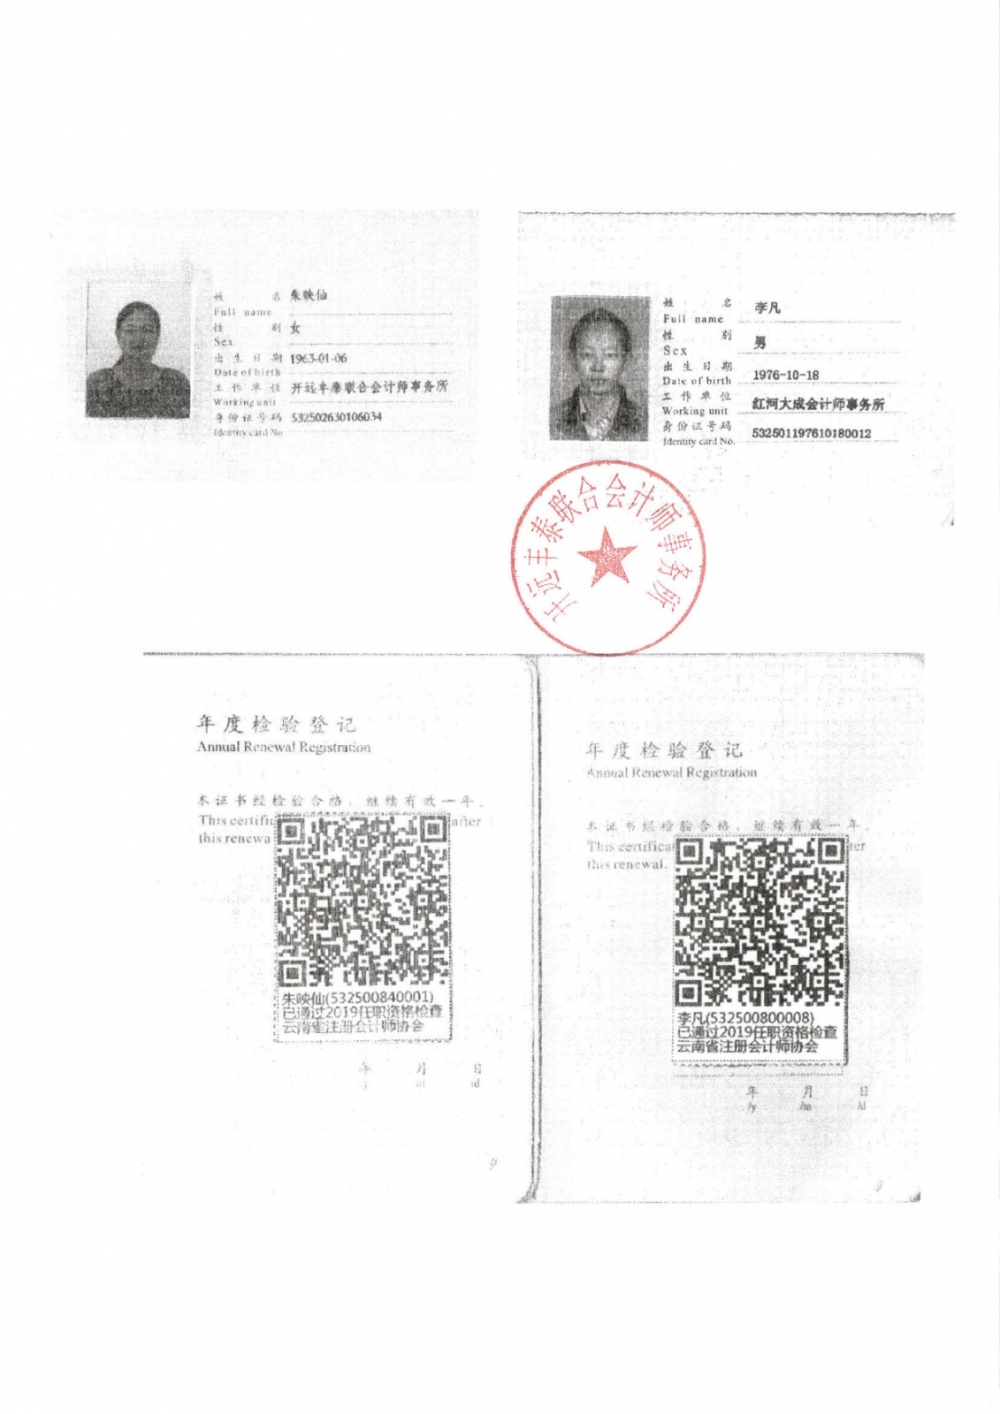 姓 名 朱映仙
Full name
性 别 女
Sex
出生日期 1963-01-06
Date of birth
工作单位 开远丰泰联合会计师事务所
Working unit
身份证号码 532502630106034
Identity card No.
姓 名 李凡
Full name
性 别 男
Sex
出生日期 1976-10-18
Date of birth
工作单位 红河大成会计师事务所
Working unit
身份证号码 532501197610180012
Identity card No.
开远丰泰联合会计师事务所
年度检验登记
Annual Renewal Registration
本证书经检验合格，继续有效一年。
This certifi after
this renewa
朱映仙(532500840001)
已通过2019任职资格检查
云南省注册会计师协会
年 月 日
年度检验登记
Annual Renewal Registration
本证书经检验合格，继续有效一年。
This certifica ter
this renewal.
李凡(532500800008)
已通过2019任职资格检查
云南省注册会计师协会
年 月 日
/y /m /d
9